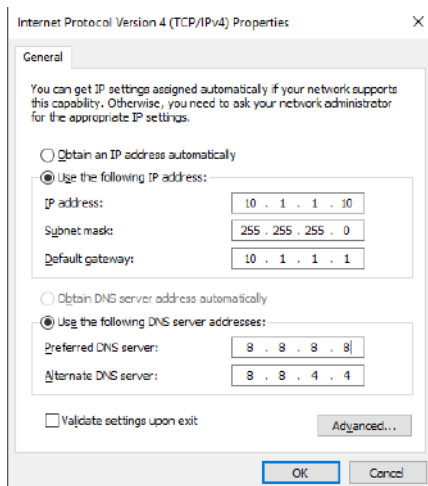 Internet Protocol Version 4 (TCP/IPv4) Properties
General
You can get IP settings assigned automatically if your network supports
this capability. Otherwise, you need to ask your network administrator
for the appropriate IP settings.
Obtain an IP address automatically
Use the following IP address:
IP address: 10 . 1 . 1 . 10
Subnet mask: 255 . 255 . 255 . 0
Default gateway: 10 . 1 . 1 . 1
Obtain DNS server address automatically
Use the following DNS server addresses:
Preferred DNS server: 8 . 8 . 8 . 8
Alternate DNS server: 8 . 8 . 4 . 4
Validate settings upon exit
Advanced...
OK Cancel